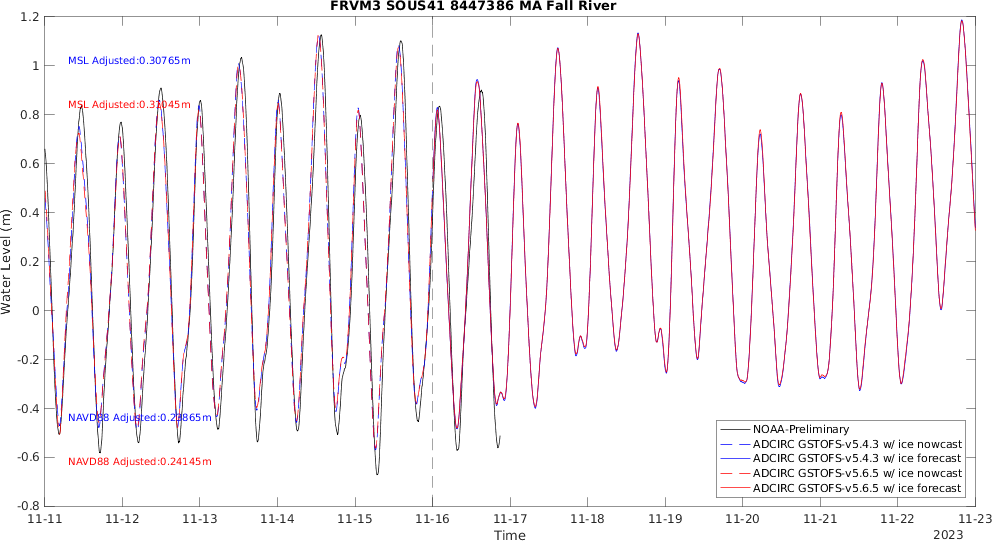 FRVM3 SOUS41 8447386 MA Fall River
1.2
1
0.8
0.6
0.4
0.2
0
-0.2
-0.4
-0.6
-0.8
Water Level (m)
MSL Adjusted:0.30765m
MSL Adjusted:0.33045m
NAVD88 Adjusted:0.23865m
NAVD88 Adjusted:0.24145m
NOAA-Preliminary
ADCIRC GSTOFS-v5.4.3 w/ ice nowcast
ADCIRC GSTOFS-v5.4.3 w/ ice forecast
ADCIRC GSTOFS-v5.6.5 w/ ice nowcast
ADCIRC GSTOFS-v5.6.5 w/ ice forecast
11-11 11-12 11-13 11-14 11-15 11-16 11-17 11-18 11-19 11-20 11-21 11-22 11-23
Time
2023